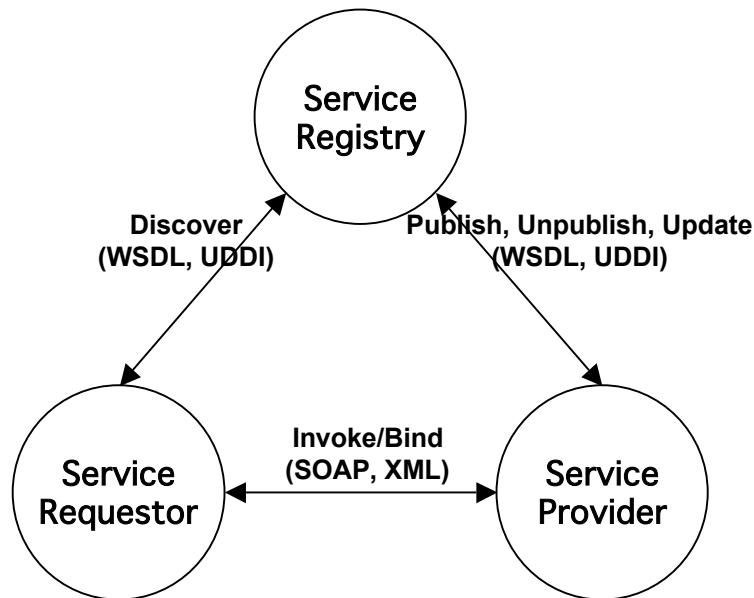 Service
Registry
Discover
(WSDL, UDDI)
Publish, Unpublish, Update
(WSDL, UDDI)
Invoke/Bind
(SOAP, XML)
Service
Requestor
Service
Provider